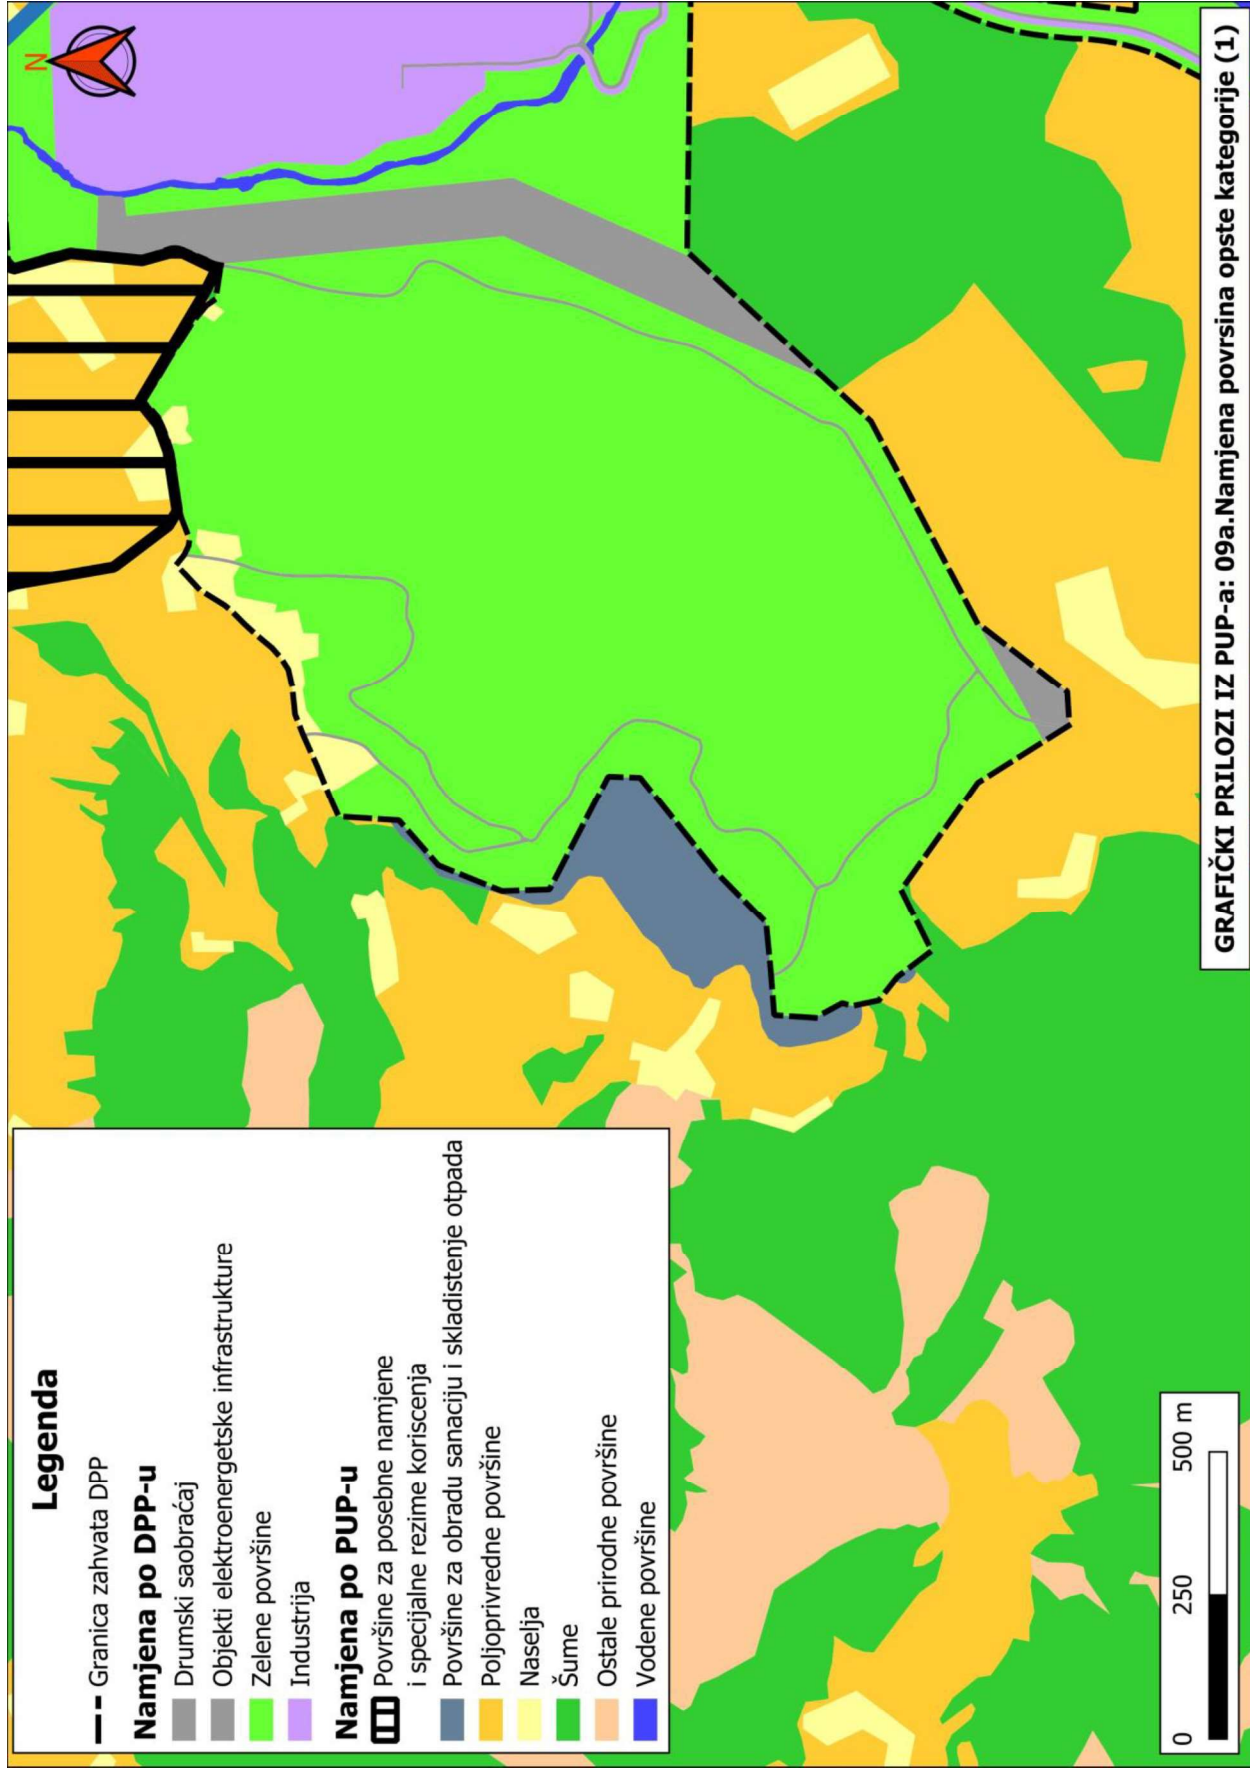 Legenda
Granica zahvata DPP
Namjena po DPP-u
Drumski saobraćaj
Objekti elektroenergetske infrastrukture
Zelene površine
Industrija
Namjena po PUP-u
Površine za posebne namjene
i specijalne rezime koriscenja
Površine za obradu sanaciju i skladistenje otpada
Poljoprivredne površine
Naselja
Šume
Ostale prirodne površine
Vodene površine
0 250 500 m
N
GRAFIČKI PRILOZI IZ PUP-a: 09a.Namjena povrsina opste kategorije (1)